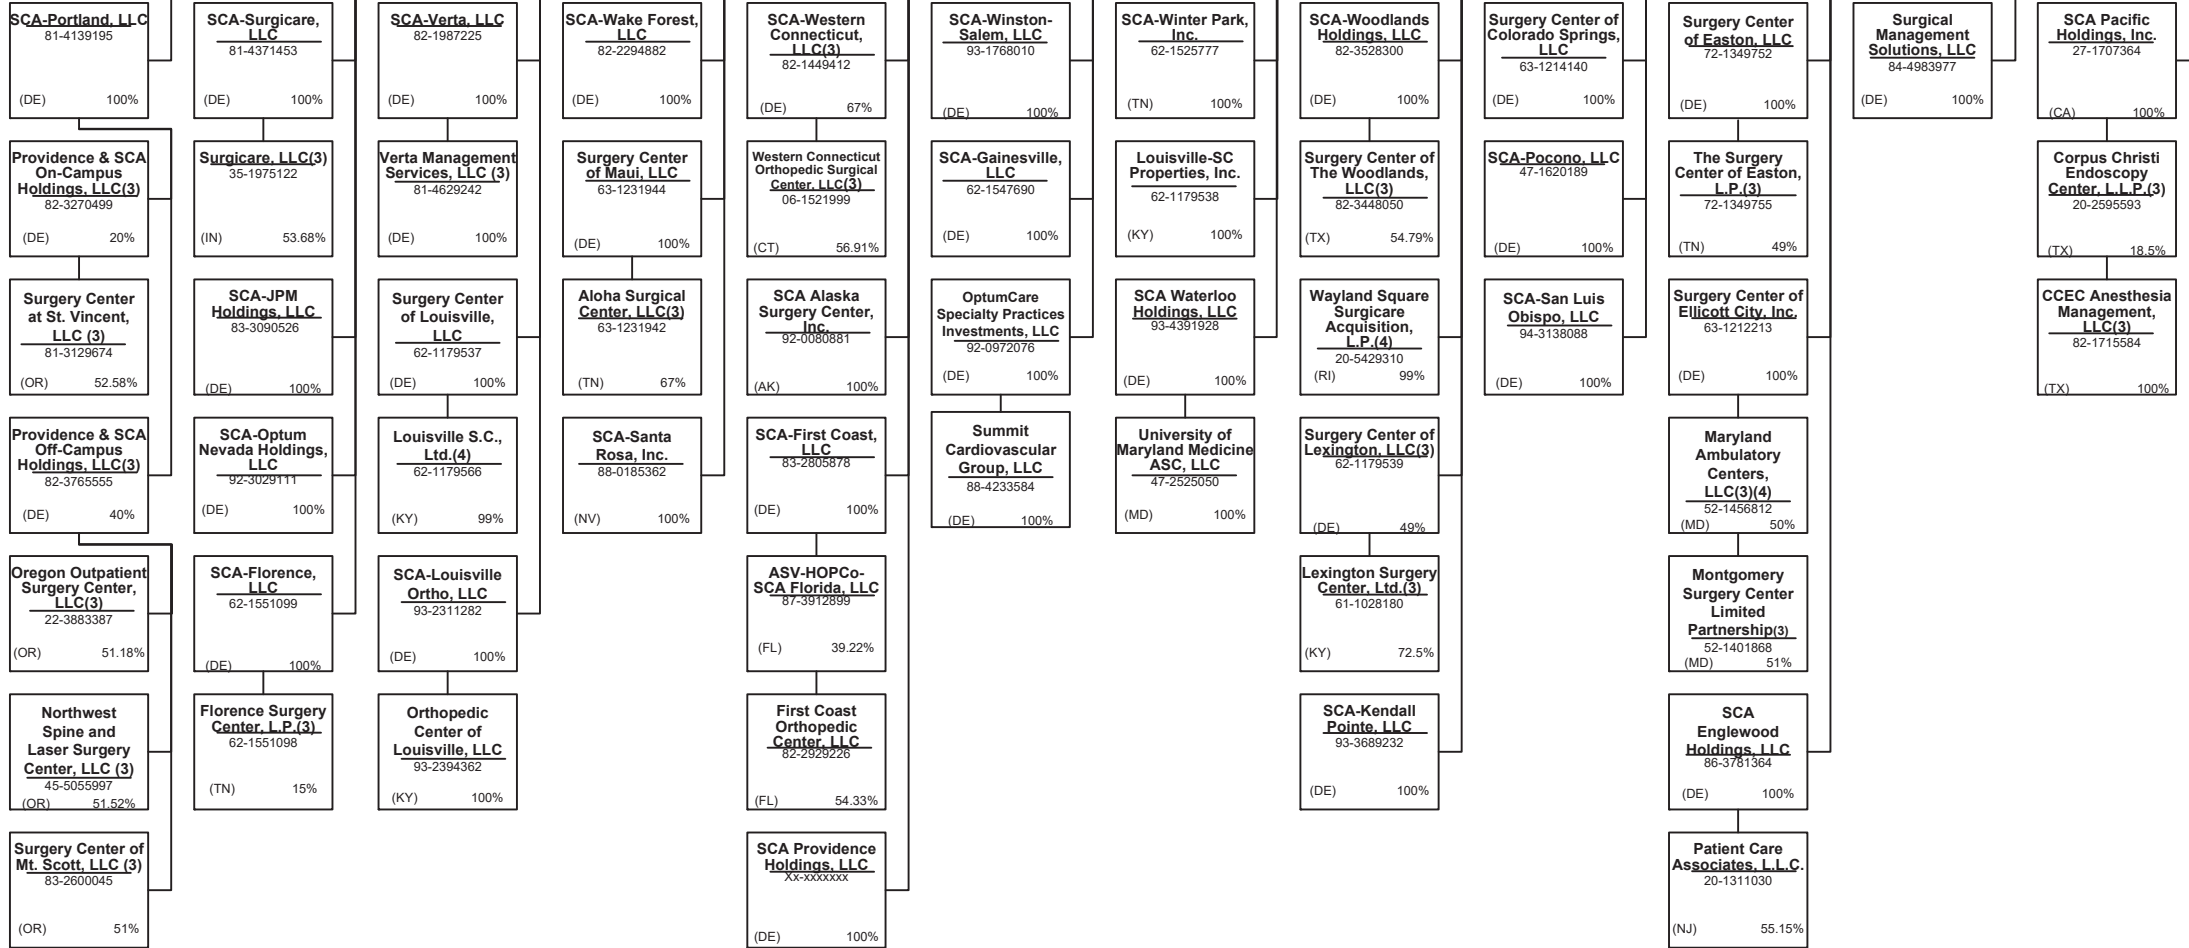 SCA-Portland, LLC
81-4139195
(DE) 100%
Providence & SCA
On-Campus
Holdings, LLC(3)
82-3270499
(DE) 20%
Surgery Center
at St. Vincent,
LLC (3)
81-3129674
(OR) 52.58%
Providence & SCA
Off-Campus
Holdings, LLC(3)
82-3765555
(DE) 40%
Oregon Outpatient
Surgery Center,
LLC(3)
22-3883387
(OR) 51.18%
Northwest
Spine and
Laser Surgery
Center, LLC (3)
45-5055997
(OR) 51.52%
Surgery Center of
Mt. Scott, LLC (3)
83-2600045
(OR) 51%
SCA-Surgicare,
LLC
81-4371453
(DE) 100%
Surgicare, LLC(3)
35-1975122
(IN) 53.68%
SCA-JPM
Holdings, LLC
83-3090526
(DE) 100%
SCA-Optum
Nevada Holdings,
LLC
92-3029111
(DE) 100%
SCA-Florence,
LLC
62-1551099
(DE) 100%
Florence Surgery
Center, L.P.(3)
62-1551098
(TN) 15%
SCA-Verta, LLC
82-1987225
(DE) 100%
Verta Management
Services, LLC (3)
81-4629242
(DE) 100%
Surgery Center
of Louisville,
LLC
62-1179537
(DE) 100%
Louisville S.C.,
Ltd.(4)
62-1179566
(KY) 99%
SCA-Louisville
Ortho, LLC
93-2311282
(DE) 100%
Orthopedic
Center of
Louisville, LLC
93-2394362
(KY) 100%
SCA-Wake Forest,
LLC
82-2294882
(DE) 100%
Surgery Center
of Maui, LLC
63-1231944
(DE) 100%
Aloha Surgical
Center, LLC(3)
63-1231942
(TN) 67%
SCA-Santa
Rosa, Inc.
88-0185362
(NV) 100%
SCA-Western
Connecticut,
LLC(3)
82-1449412
(DE) 67%
Western Connecticut
Orthopedic Surgical
Center, LLC(3)
06-1521999
(CT) 56.91%
SCA Alaska
Surgery Center,
Inc.
92-0080881
(AK) 100%
SCA-First Coast,
LLC
83-2805878
(DE) 100%
ASV-HOPCo-
SCA Florida, LLC
87-3912899
(FL) 39.22%
First Coast
Orthopedic
Center, LLC
82-2929226
(FL) 54.33%
SCA Providence
Holdings, LLC
Xx-xxxxxxx
(DE) 100%
SCA-Winston-
Salem, LLC
93-1768010
(DE) 100%
SCA-Gainesville,
LLC
62-1547690
(DE) 100%
OptumCare
Specialty Practices
Investments, LLC
92-0972076
(DE) 100%
Summit
Cardiovascular
Group, LLC
88-4233584
(DE) 100%
SCA-Winter Park,
Inc.
62-1525777
(TN) 100%
Louisville-SC
Properties, Inc.
62-1179538
(KY) 100%
SCA Waterloo
Holdings, LLC
93-4391928
(DE) 100%
University of
Maryland Medicine
ASC, LLC
47-2525050
(MD) 100%
SCA-Woodlands
Holdings, LLC
82-3528300
(DE) 100%
Surgery Center of
The Woodlands,
LLC(3)
82-3448050
(TX) 54.79%
Wayland Square
Surgicare
Acquisition,
L.P.(4)
20-5429310
(RI) 99%
Surgery Center of
Lexington, LLC(3)
62-1179539
(DE) 49%
Lexington Surgery
Center, Ltd.(3)
61-1028180
(KY) 72.5%
SCA-Kendall
Pointe, LLC
93-3689232
(DE) 100%
Surgery Center of
Colorado Springs,
LLC
63-1214140
(DE) 100%
SCA-Pocono, LLC
47-1620189
(DE) 100%
SCA-San Luis
Obispo, LLC
94-3138088
(DE) 100%
Surgery Center
of Easton, LLC
72-1349752
(DE) 100%
The Surgery
Center of Easton,
L.P.(3)
72-1349755
(TN) 49%
Surgery Center of
Ellicott City, Inc.
63-1212213
(DE) 100%
Maryland
Ambulatory
Centers,
LLC(3)(4)
52-1456812
(MD) 50%
Montgomery
Surgery Center
Limited
Partnership(3)
52-1401868
(MD) 51%
SCA
Englewood
Holdings, LLC
86-3781364
(DE) 100%
Patient Care
Associates, L.L.C.
20-1311030
(NJ) 55.15%
Surgical
Management
Solutions, LLC
84-4983977
(DE) 100%
SCA Pacific
Holdings, Inc.
27-1707364
(CA) 100%
Corpus Christi
Endoscopy
Center, L.L.P.(3)
20-2595593
(TX) 18.5%
CCEC Anesthesia
Management,
LLC(3)
82-1715584
(TX) 100%